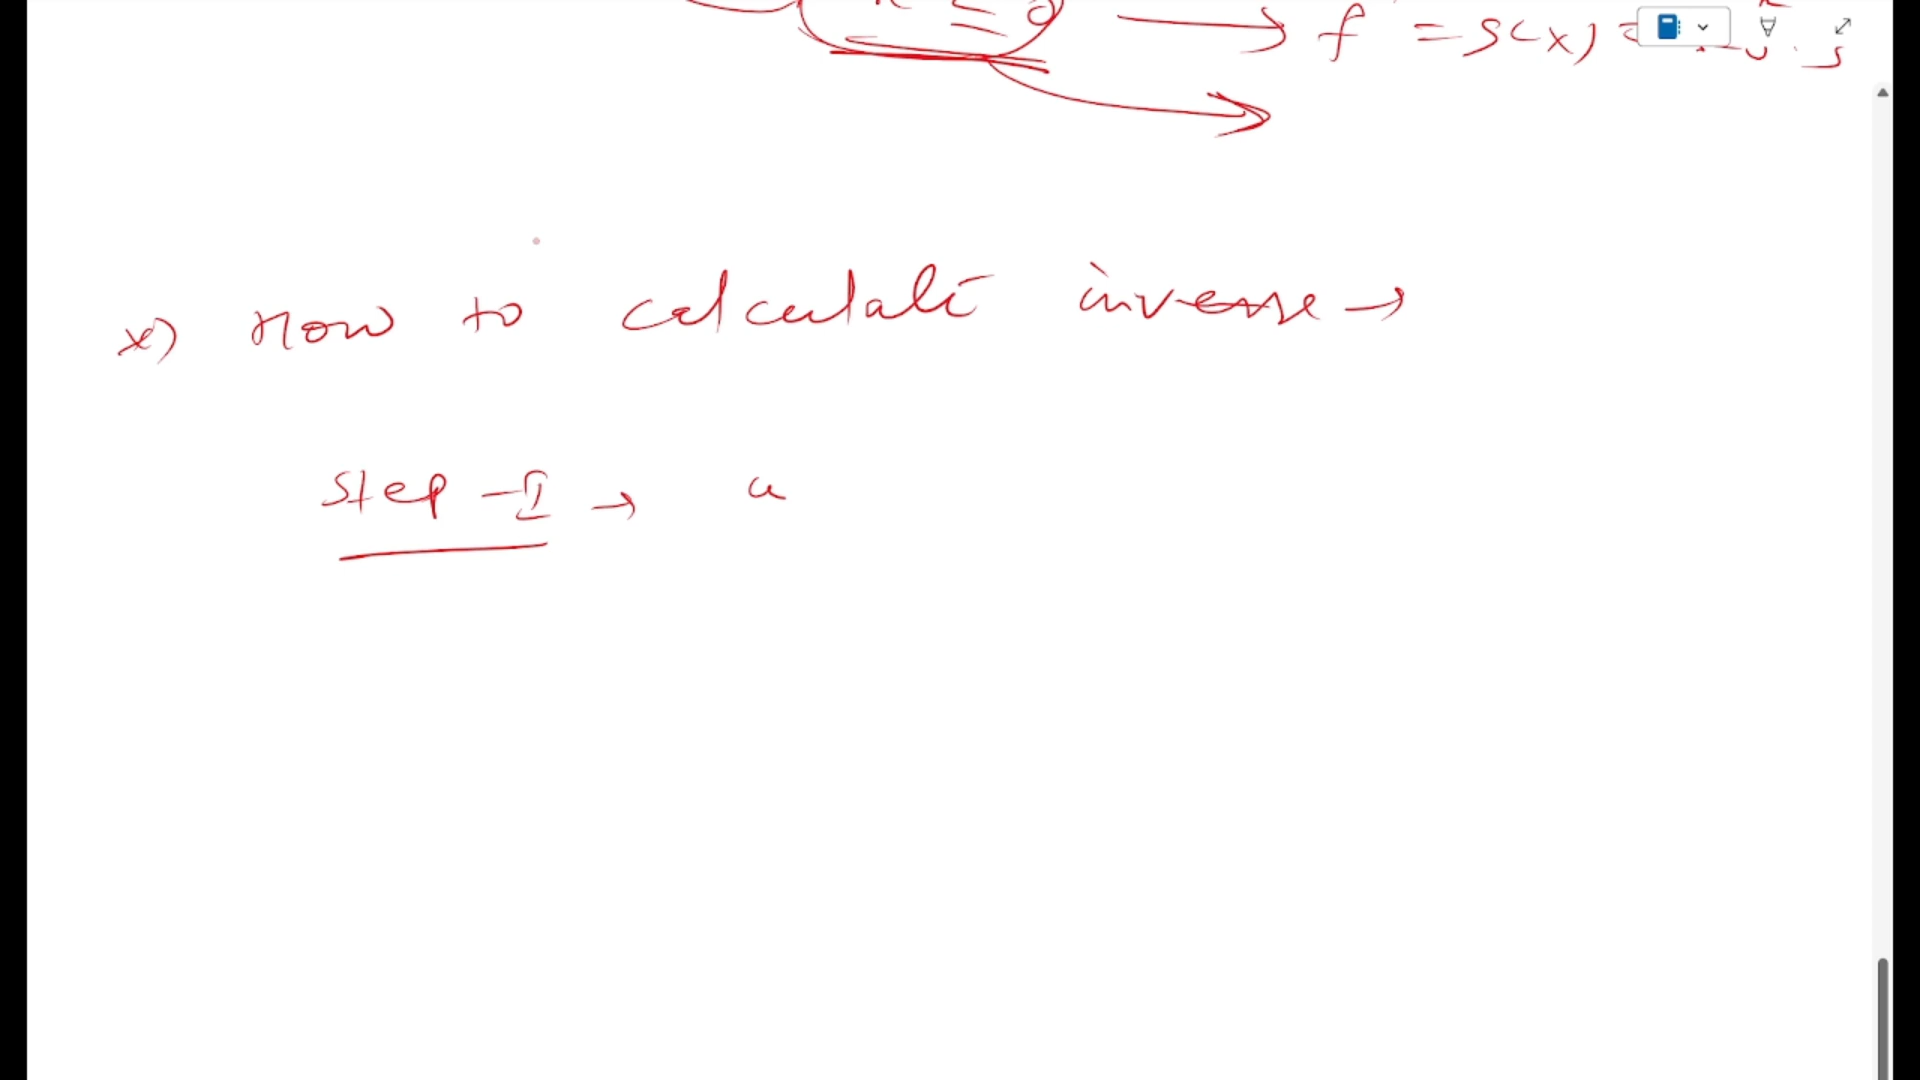 → f = g(x) =
*) How to calculate inverse →
Step - I → a